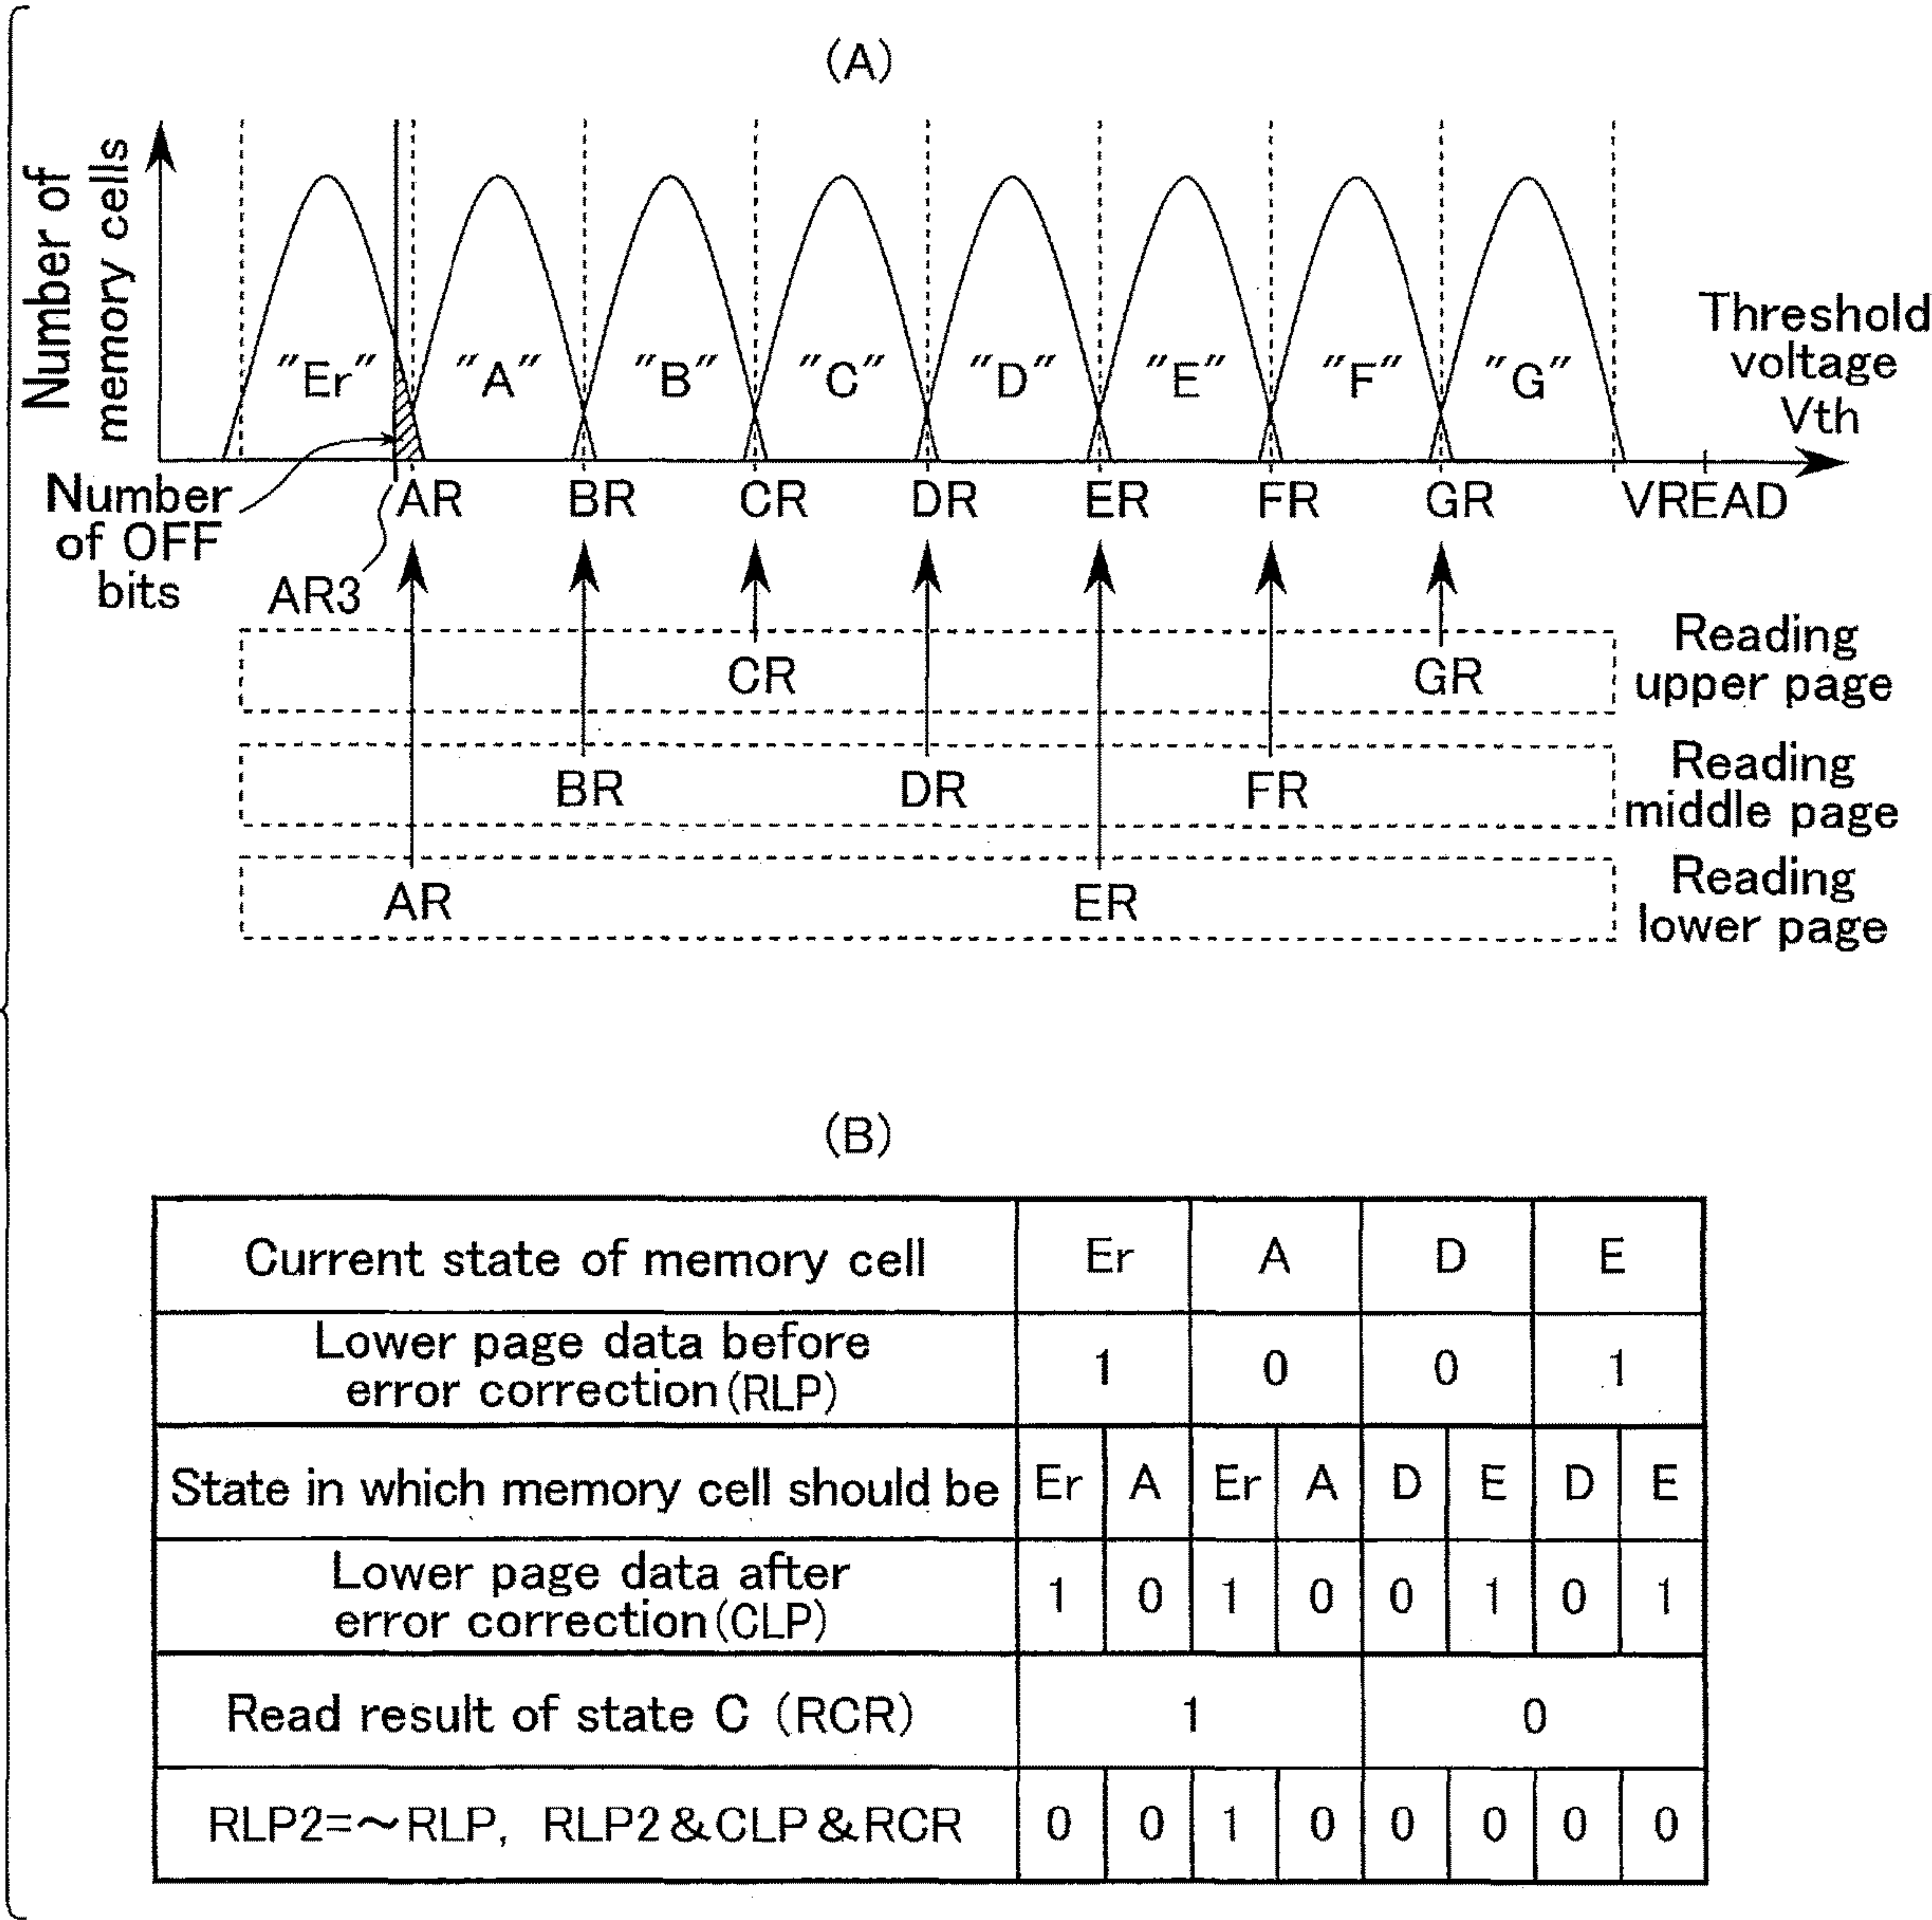 (A)
Number of
memory cells
"Er" "A" "B" "C" "D" "E" "F" "G"
Threshold
voltage
Vth
AR BR CR DR ER FR GR VREAD
Number
of OFF
bits
AR3
CR GR
Reading
upper page
BR DR FR
Reading
middle page
AR ER
Reading
lower page
(B)
Current state of memory cell Er A D E
Lower page data before
error correction(RLP) 1 0 0 1
State in which memory cell should be Er A Er A D E D E
Lower page data after
error correction(CLP) 1 0 1 0 0 1 0 1
Read result of state C (RCR) 1 0
RLP2=~RLP, RLP2&CLP&RCR 0 0 1 0 0 0 0 0